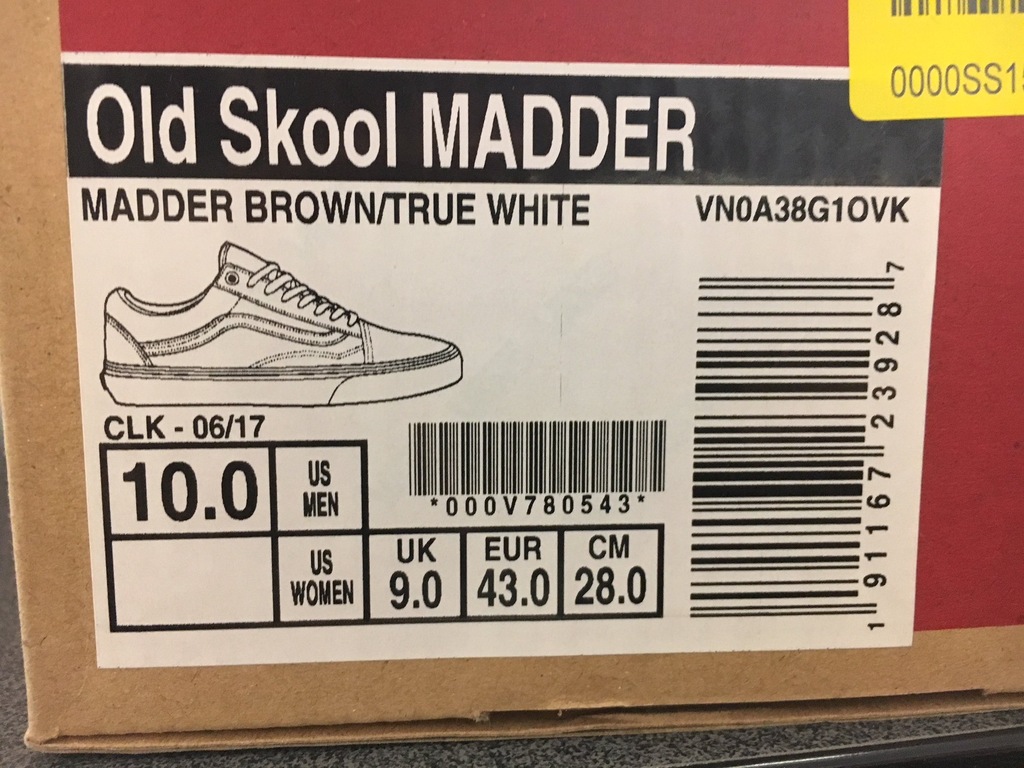 0000SS15
Old Skool MADDER
MADDER BROWN/TRUE WHITE
VN0A38G1OVK
CLK - 06/17
10.0 US MEN
US WOMEN
*000V780543*
UK 9.0
EUR 43.0
CM 28.0
1 91167 23928 7